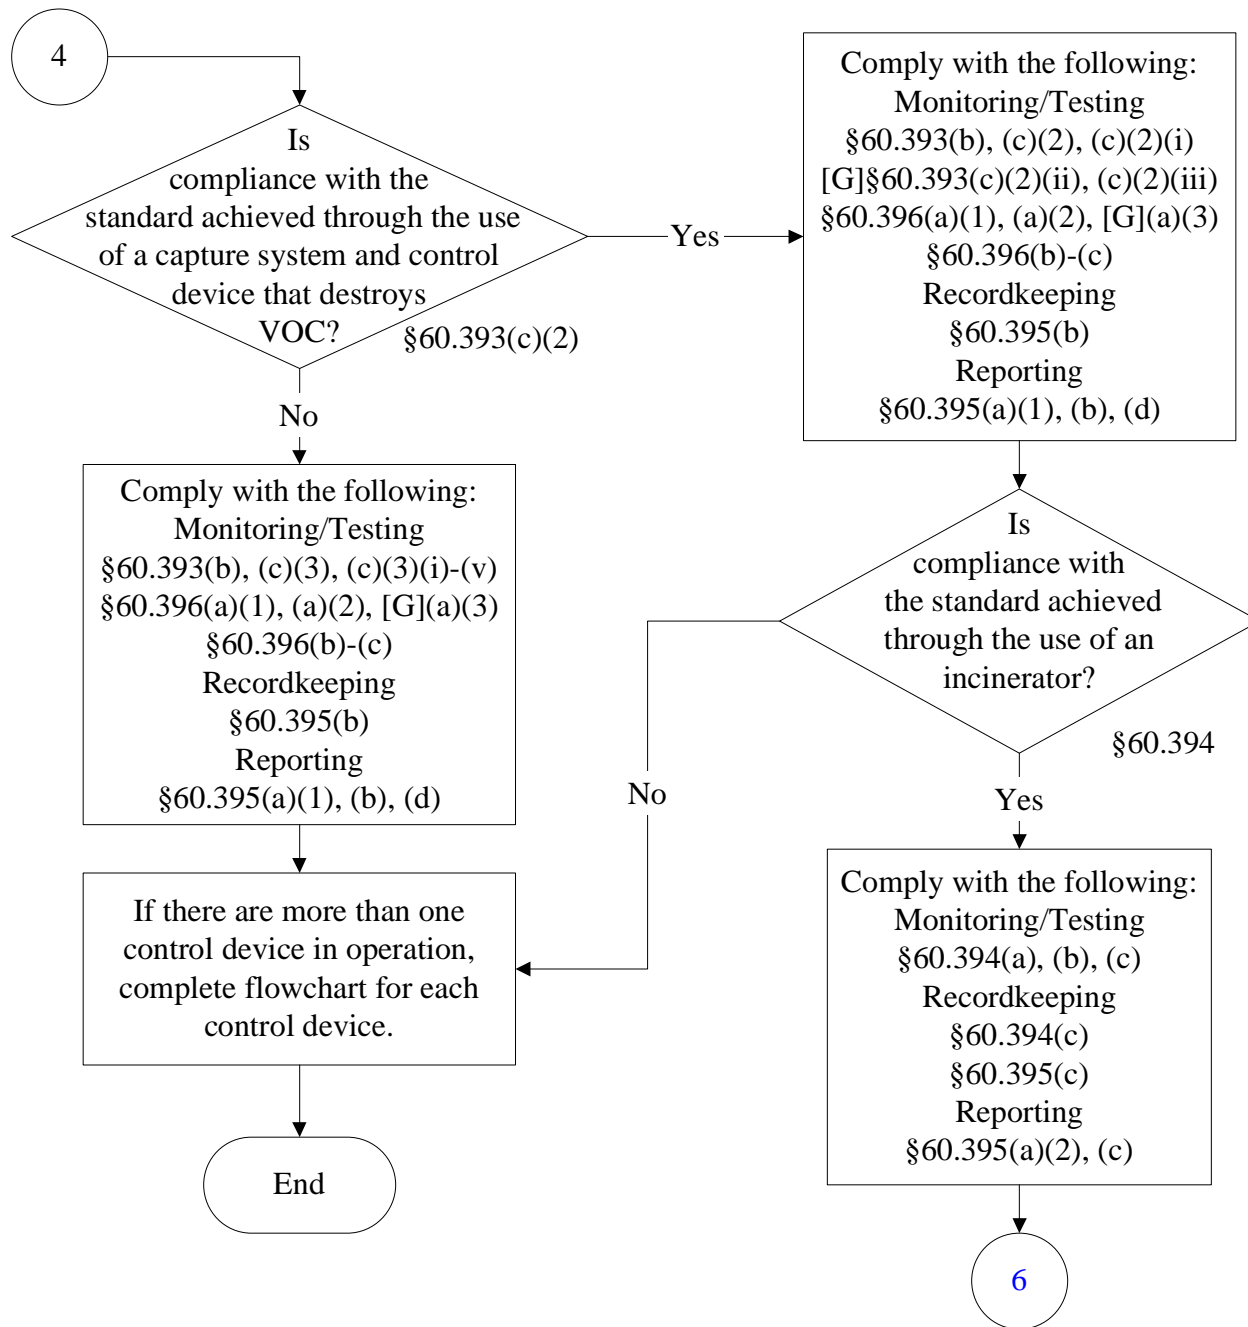 4
Is
compliance with the
standard achieved through the use
of a capture system and control
device that destroys
VOC?
§60.393(c)(2)
Yes
Comply with the following:
Monitoring/Testing
§60.393(b), (c)(2), (c)(2)(i)
[G]§60.393(c)(2)(ii), (c)(2)(iii)
§60.396(a)(1), (a)(2), [G](a)(3)
§60.396(b)-(c)
Recordkeeping
§60.395(b)
Reporting
§60.395(a)(1), (b), (d)
No
Comply with the following:
Monitoring/Testing
§60.393(b), (c)(3), (c)(3)(i)-(v)
§60.396(a)(1), (a)(2), [G](a)(3)
§60.396(b)-(c)
Recordkeeping
§60.395(b)
Reporting
§60.395(a)(1), (b), (d)
Is
compliance with
the standard achieved
through the use of an
incinerator?
§60.394
No
Yes
If there are more than one
control device in operation,
complete flowchart for each
control device.
Comply with the following:
Monitoring/Testing
§60.394(a), (b), (c)
Recordkeeping
§60.394(c)
§60.395(c)
Reporting
§60.395(a)(2), (c)
End
6